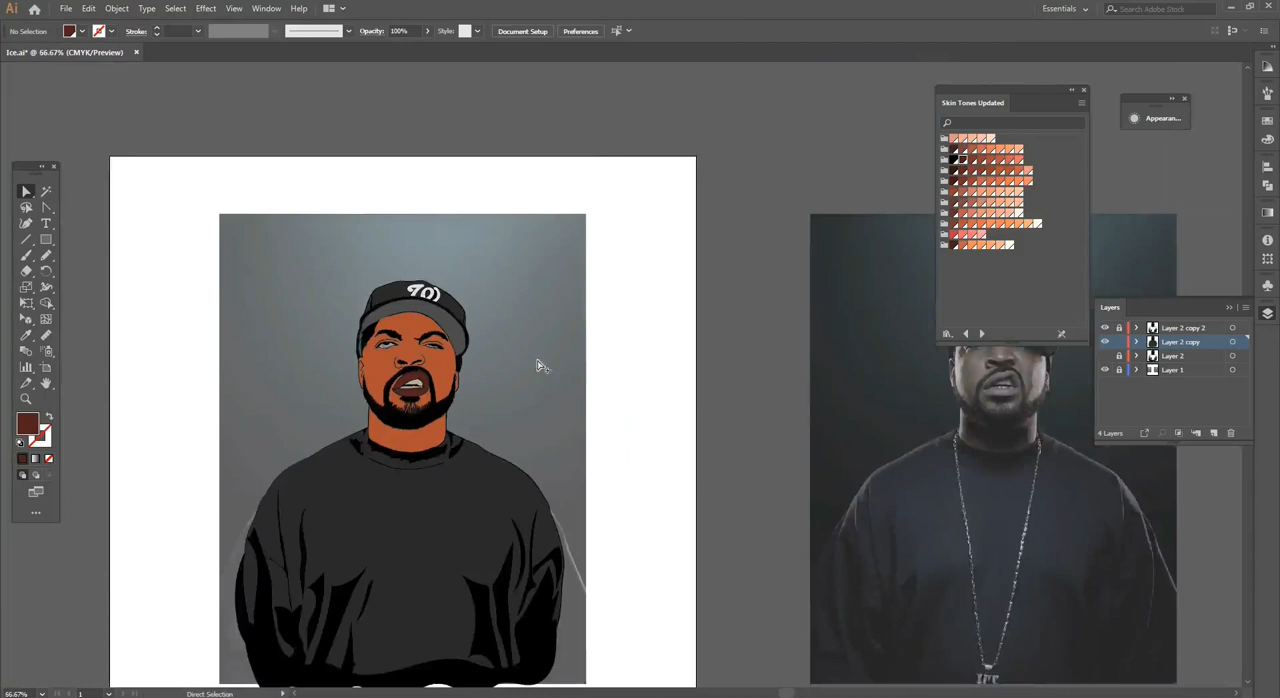 Ai File Edit Object Type Select Effect View Window Help Essentials Search Adobe Stock
No Selection Stroke: Opacity: 100% Style: Document Setup Preferences
Ice.ai* @ 66.67% (CMYK/Preview)
Skin Tones Updated
Appearan...
W
T
Layers
Layer 2 copy 2
Layer 2 copy
Layer 2
Layer 1
4 Layers
66.67% 1 Direct Selection